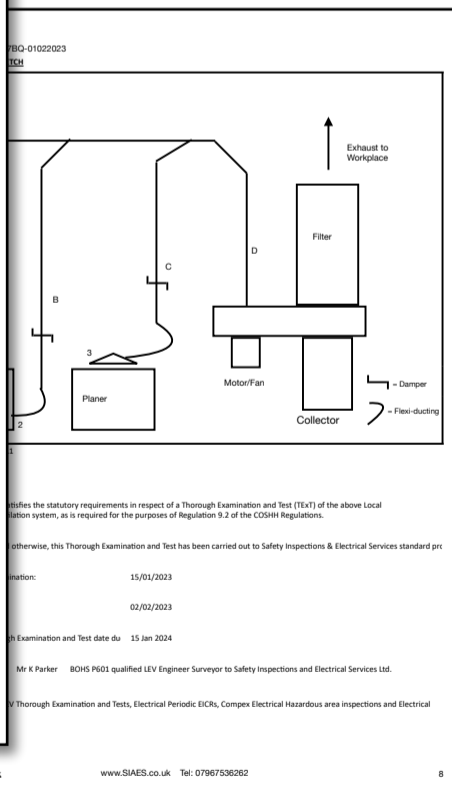 7BQ-01022023
TCH
Exhaust to
Workplace
Filter
D
C
B
3
Motor/Fan
Planer
= Damper
= Flexi-ducting
Collector
2
1
tisfies the statutory requirements in respect of a Thorough Examination and Test (TExT) of the above Local
ilation system, as is required for the purposes of Regulation 9.2 of the COSHH Regulations.
otherwise, this Thorough Examination and Test has been carried out to Safety Inspections & Electrical Services standard pro
ination: 15/01/2023
02/02/2023
gh Examination and Test date du 15 Jan 2024
Mr K Parker BOHS P601 qualified LEV Engineer Surveyor to Safety Inspections and Electrical Services Ltd.
V Thorough Examination and Tests, Electrical Periodic EICRs, Compex Electrical Hazardous area inspections and Electrical
www.SIAES.co.uk Tel: 07967536262 8